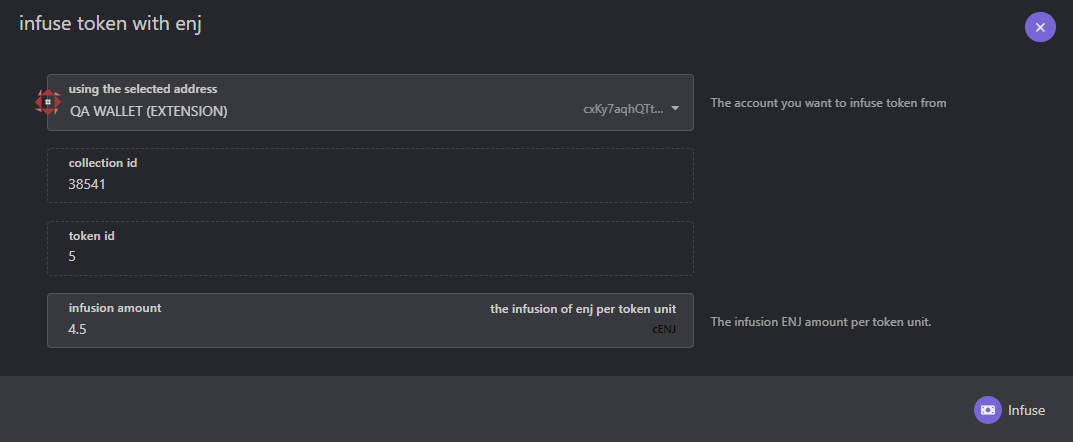 infuse token with enj
using the selected address
QA WALLET (EXTENSION)
cxKy7aqhQTt...
The account you want to infuse token from
collection id
38541
token id
5
infusion amount
the infusion of enj per token unit
4.5
cENJ
The infusion ENJ amount per token unit.
Infuse